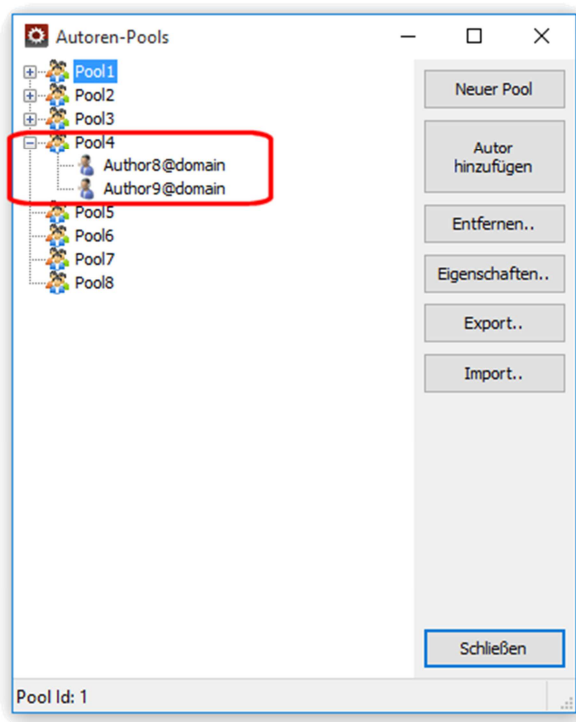 Autoren-Pools
Pool1
Pool2
Pool3
Pool4
Author8@domain
Author9@domain
Pool5
Pool6
Pool7
Pool8
Neuer Pool
Autor
hinzufügen
Entfernen..
Eigenschaften..
Export..
Import..
Schließen
Pool Id: 1